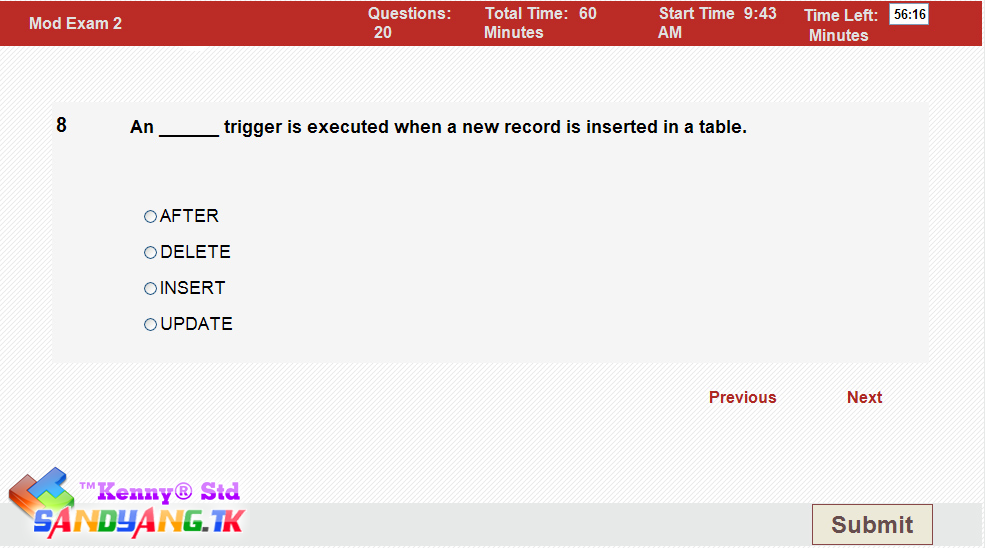 Mod Exam 2
Questions: 20
Total Time: 60 Minutes
Start Time 9:43 AM
Time Left: 56:16 Minutes
8 An ______ trigger is executed when a new record is inserted in a table.
AFTER
DELETE
INSERT
UPDATE
Previous Next
™Kenny® Std
SANDYANG.TK
Submit